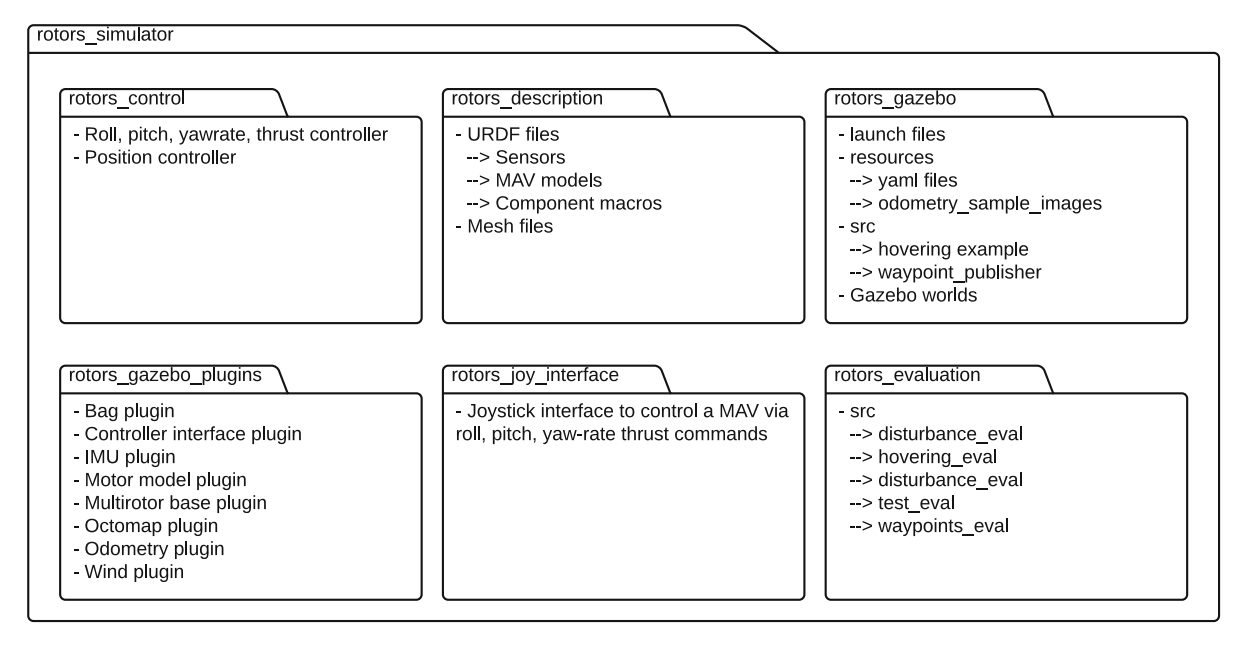 rotors_simulator
rotors_control
- Roll, pitch, yawrate, thrust controller
- Position controller
rotors_description
- URDF files
--> Sensors
--> MAV models
--> Component macros
- Mesh files
rotors_gazebo
- launch files
- resources
--> yaml files
--> odometry_sample_images
- src
--> hovering example
--> waypoint_publisher
- Gazebo worlds
rotors_gazebo_plugins
- Bag plugin
- Controller interface plugin
- IMU plugin
- Motor model plugin
- Multirotor base plugin
- Octomap plugin
- Odometry plugin
- Wind plugin
rotors_joy_interface
- Joystick interface to control a MAV via
roll, pitch, yaw-rate thrust commands
rotors_evaluation
- src
--> disturbance_eval
--> hovering_eval
--> disturbance_eval
--> test_eval
--> waypoints_eval